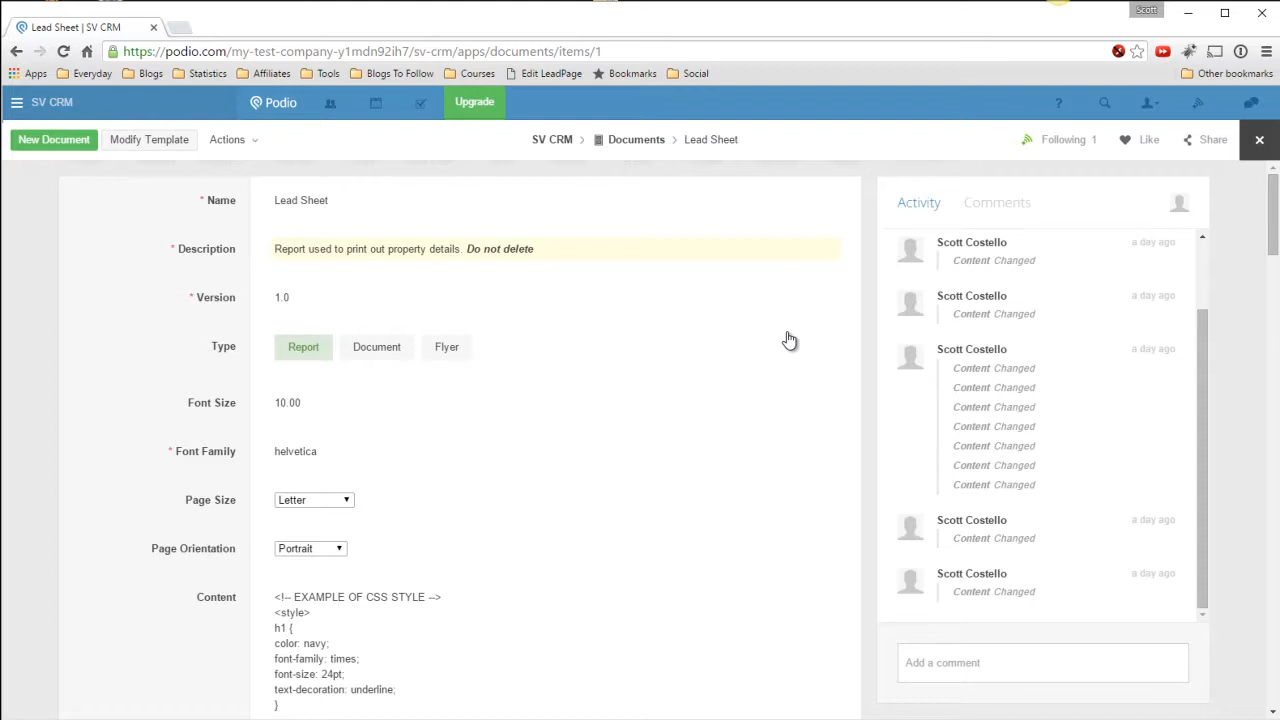 Scott
Lead Sheet | SV CRM
https://podio.com/my-test-company-y1mdn92ih7/sv-crm/apps/documents/items/1
Apps Everyday Blogs Statistics Affiliates Tools Blogs To Follow Courses Edit LeadPage Bookmarks Social Other bookmarks
SV CRM Podio Upgrade ?
New Document Modify Template Actions SV CRM Documents Lead Sheet Following 1 Like Share
* Name Lead Sheet
* Description Report used to print out property details. Do not delete
* Version 1.0
Type Report Document Flyer
Font Size 10.00
* Font Family helvetica
Page Size Letter
Page Orientation Portrait
Content <!-- EXAMPLE OF CSS STYLE -->
<style>
h1 {
color: navy;
font-family: times;
font-size: 24pt;
text-decoration: underline;
}
Activity Comments
Scott Costello a day ago
Content Changed
Scott Costello a day ago
Content Changed
Scott Costello a day ago
Content Changed
Content Changed
Content Changed
Content Changed
Content Changed
Content Changed
Content Changed
Scott Costello a day ago
Content Changed
Scott Costello a day ago
Content Changed
Add a comment